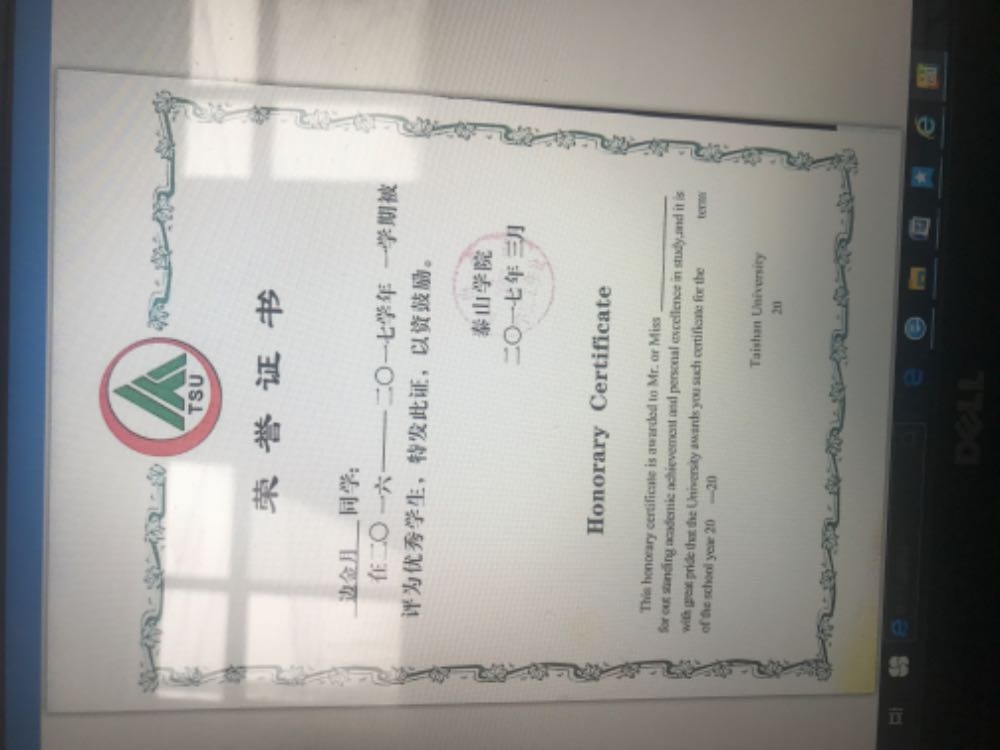 TSU
荣誉证书
边金月 同学:
在二〇一六——二〇一七学年 一学期被
评为优秀学生，特发此证，以资鼓励。
泰山学院
二〇一七年三月
Honorary Certificate
This honorary certificate is awarded to Mr. or Miss
for out standing academic achievement and personal excellence in study,and it is
with great pride that the University awards you such certificate for the term
of the school year 20 —20
Taishan University
20
DELL